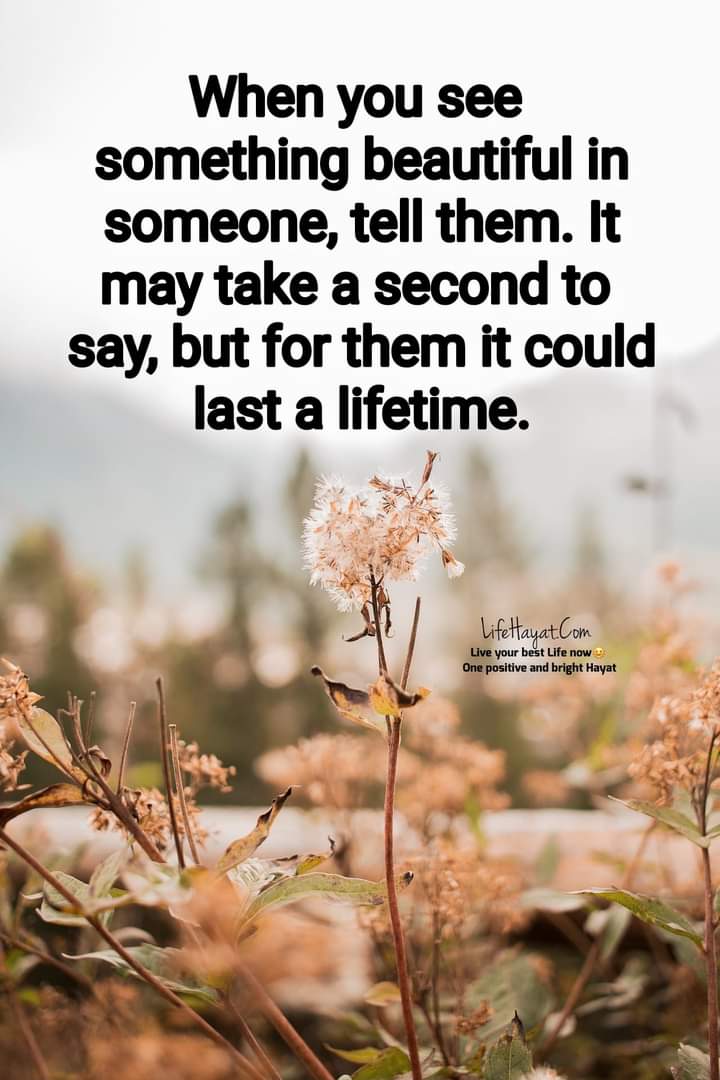 When you see
something beautiful in
someone, tell them. It
may take a second to
say, but for them it could
last a lifetime.
LifeHayat.Com
Live your best Life now😊
One positive and bright Hayat